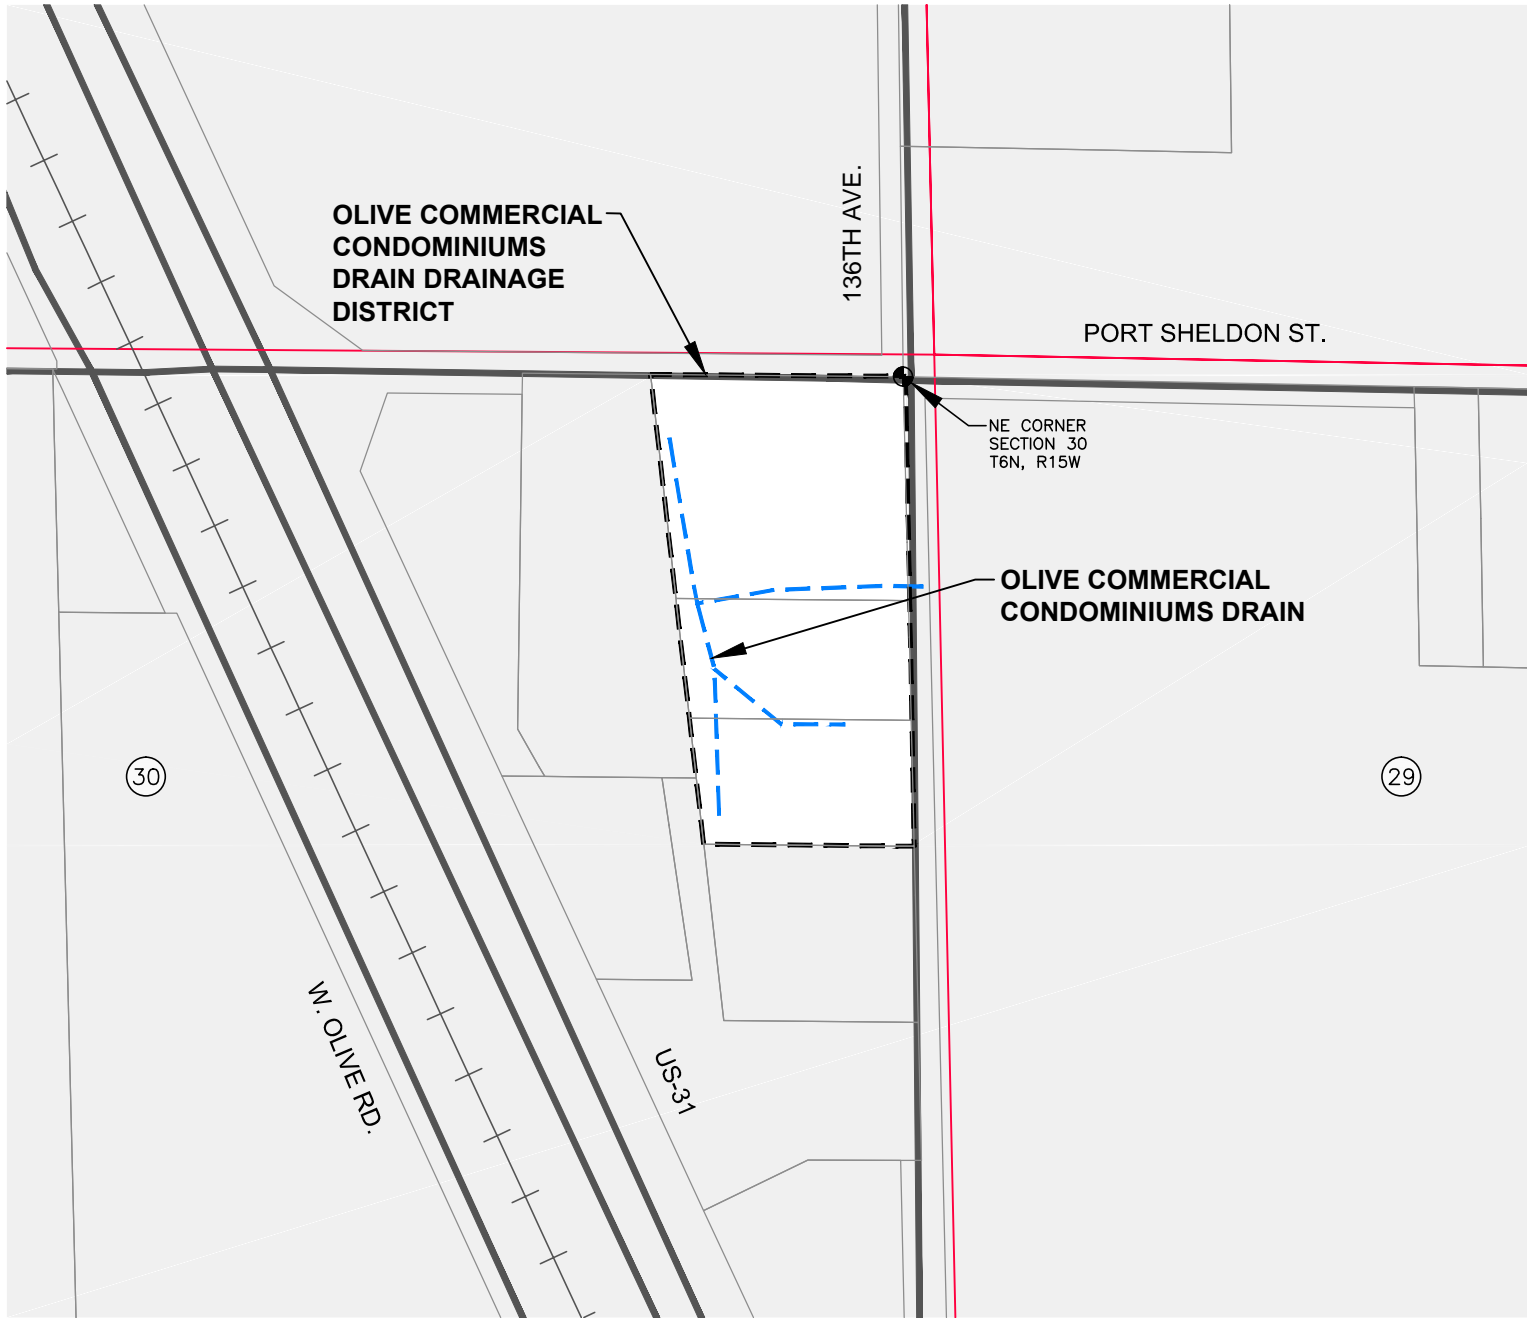 136TH AVE.
OLIVE COMMERCIAL
CONDOMINIUMS
DRAIN DRAINAGE
DISTRICT
PORT SHELDON ST.
NE CORNER
SECTION 30
T6N, R15W
OLIVE COMMERCIAL
CONDOMINIUMS DRAIN
30
29
W. OLIVE RD.
US-31